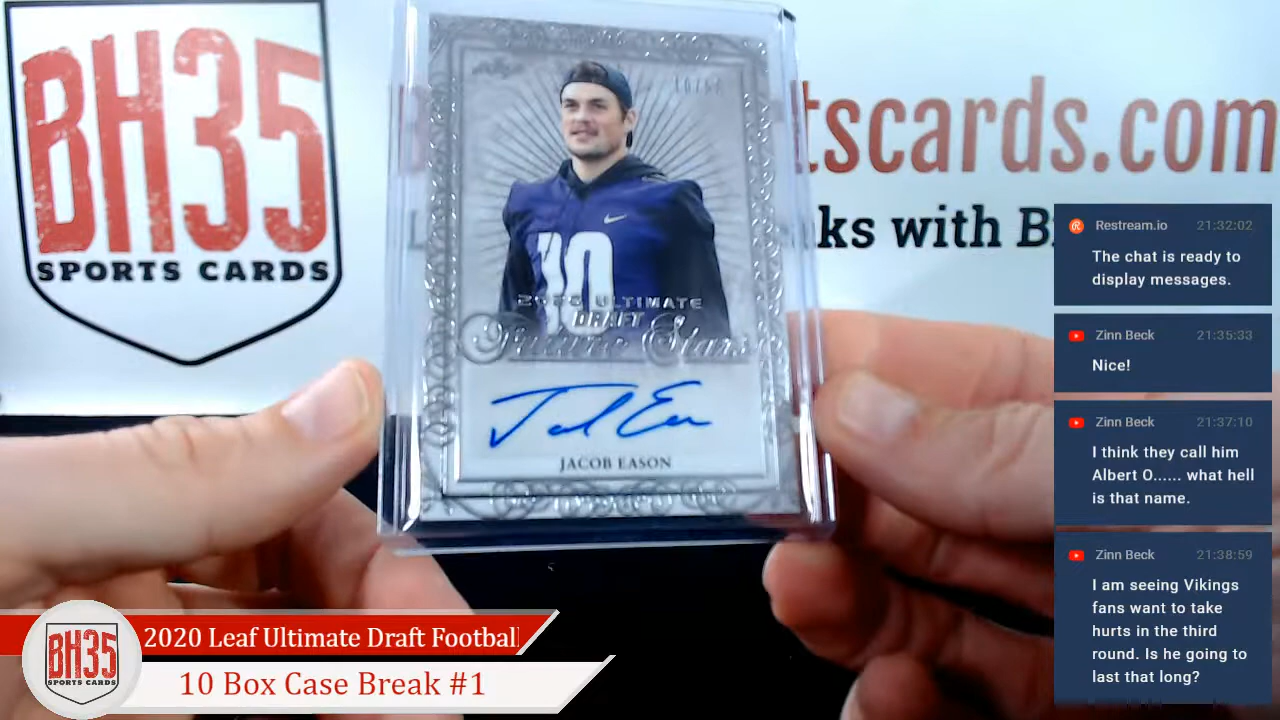 BH35
SPORTS CARDS
tscards.com
ks with B
10
2020 ULTIMATE
DRAFT
Future Stars
JACOB EASON
Restream.io 21:32:02
The chat is ready to
display messages.
Zinn Beck 21:35:33
Nice!
Zinn Beck 21:37:10
I think they call him
Albert O...... what hell
is that name.
Zinn Beck 21:38:59
I am seeing Vikings
fans want to take
hurts in the third
round. Is he going to
last that long?
BH35
SPORTS CARDS
2020 Leaf Ultimate Draft Football
10 Box Case Break #1